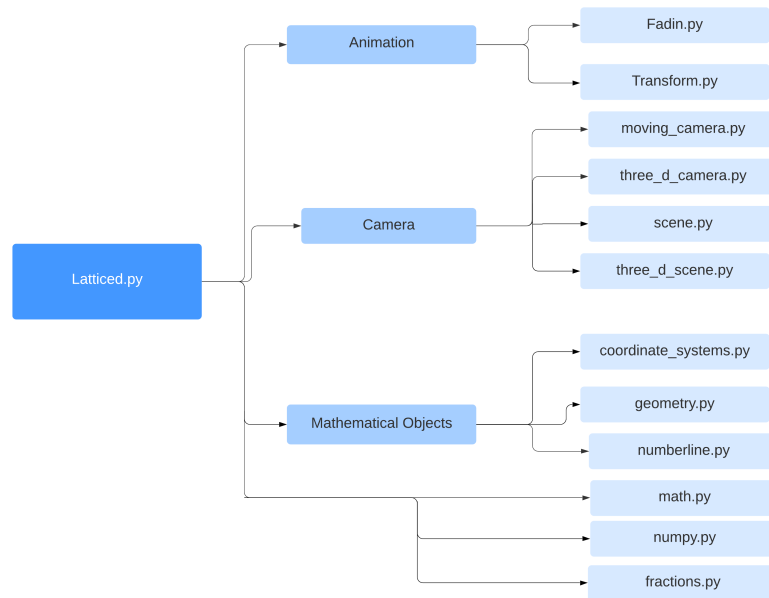 Latticed.py
Animation
Fadin.py
Transform.py
Camera
moving_camera.py
three_d_camera.py
scene.py
three_d_scene.py
Mathematical Objects
coordinate_systems.py
geometry.py
numberline.py
math.py
numpy.py
fractions.py